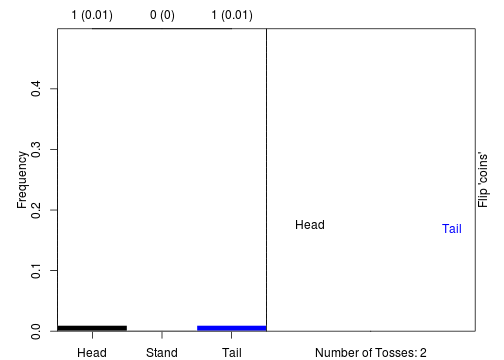 1 (0.01) 0 (0) 1 (0.01)
Frequency
0.4
0.3
0.2
0.1
0.0
Head Stand Tail
Head
Tail
Flip 'coins'
Number of Tosses: 2